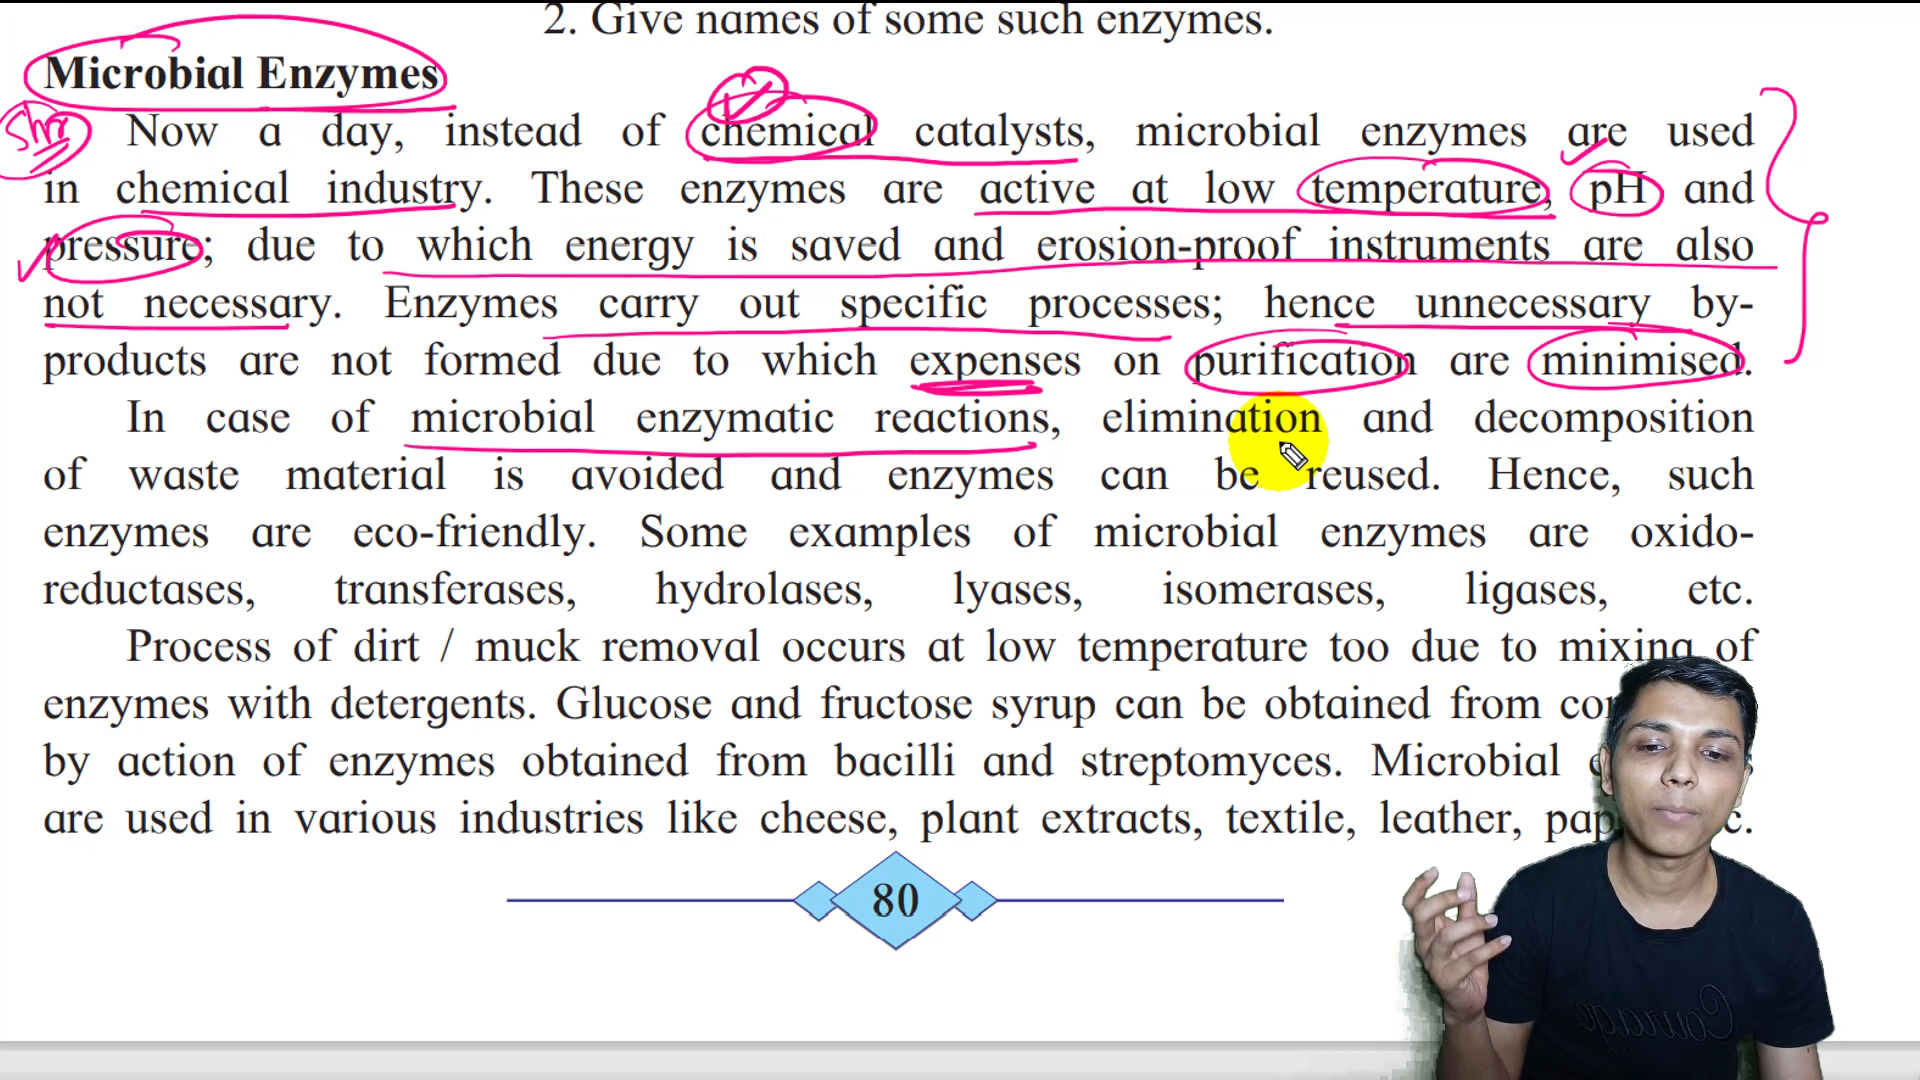 2. Give names of some such enzymes.
Microbial Enzymes
Now a day, instead of chemical catalysts, microbial enzymes are used
in chemical industry. These enzymes are active at low temperature, pH and
pressure; due to which energy is saved and erosion-proof instruments are also
not necessary. Enzymes carry out specific processes; hence unnecessary by-
products are not formed due to which expenses on purification are minimised.
In case of microbial enzymatic reactions, elimination and decomposition
of waste material is avoided and enzymes can be reused. Hence, such
enzymes are eco-friendly. Some examples of microbial enzymes are oxido-
reductases, transferases, hydrolases, lyases, isomerases, ligases, etc.
Process of dirt / muck removal occurs at low temperature too due to mixing of
enzymes with detergents. Glucose and fructose syrup can be obtained from
by action of enzymes obtained from bacilli and streptomyces. Microbial
are used in various industries like cheese, plant extracts, textile, leather,
80
Courage